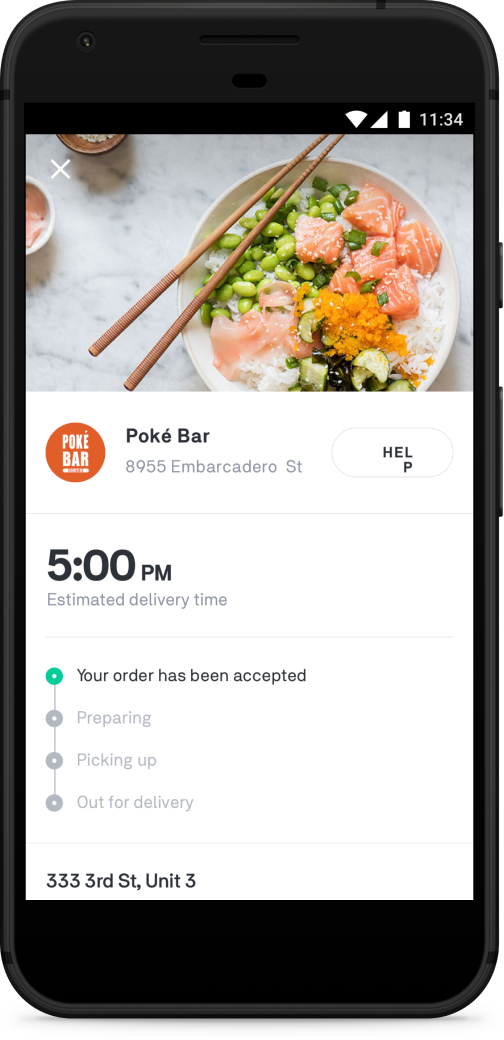 11:34
POKÉ
BAR
Poké Bar
8955 Embarcadero St
HEL
P
5:00 PM
Estimated delivery time
Your order has been accepted
Preparing
Picking up
Out for delivery
333 3rd St, Unit 3